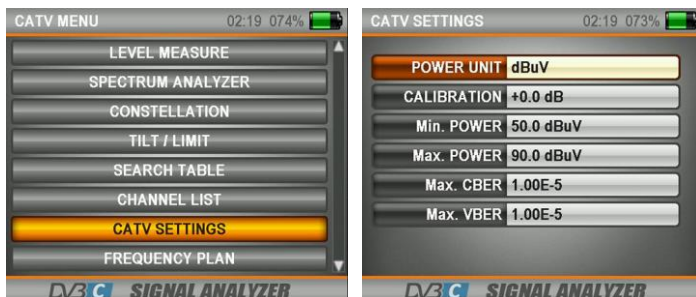 CATV MENU 02:19 074%
LEVEL MEASURE
SPECTRUM ANALYZER
CONSTELLATION
TILT / LIMIT
SEARCH TABLE
CHANNEL LIST
CATV SETTINGS
FREQUENCY PLAN
DVB C SIGNAL ANALYZER
CATV SETTINGS 02:19 073%
POWER UNIT dBuV
CALIBRATION +0.0 dB
Min. POWER 50.0 dBuV
Max. POWER 90.0 dBuV
Max. CBER 1.00E-5
Max. VBER 1.00E-5
DVB C SIGNAL ANALYZER